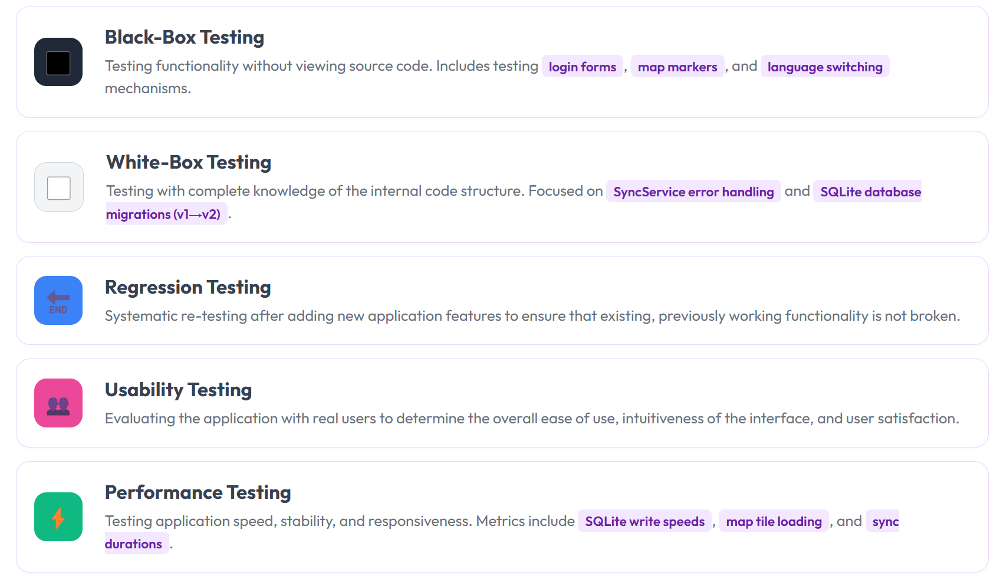 Black-Box Testing
Testing functionality without viewing source code. Includes testing login forms, map markers, and language switching
mechanisms.
White-Box Testing
Testing with complete knowledge of the internal code structure. Focused on SyncService error handling and SQLite database
migrations (v1→v2).
Regression Testing
END
Systematic re-testing after adding new application features to ensure that existing, previously working functionality is not broken.
Usability Testing
Evaluating the application with real users to determine the overall ease of use, intuitiveness of the interface, and user satisfaction.
Performance Testing
Testing application speed, stability, and responsiveness. Metrics include SQLite write speeds, map tile loading, and sync
durations.